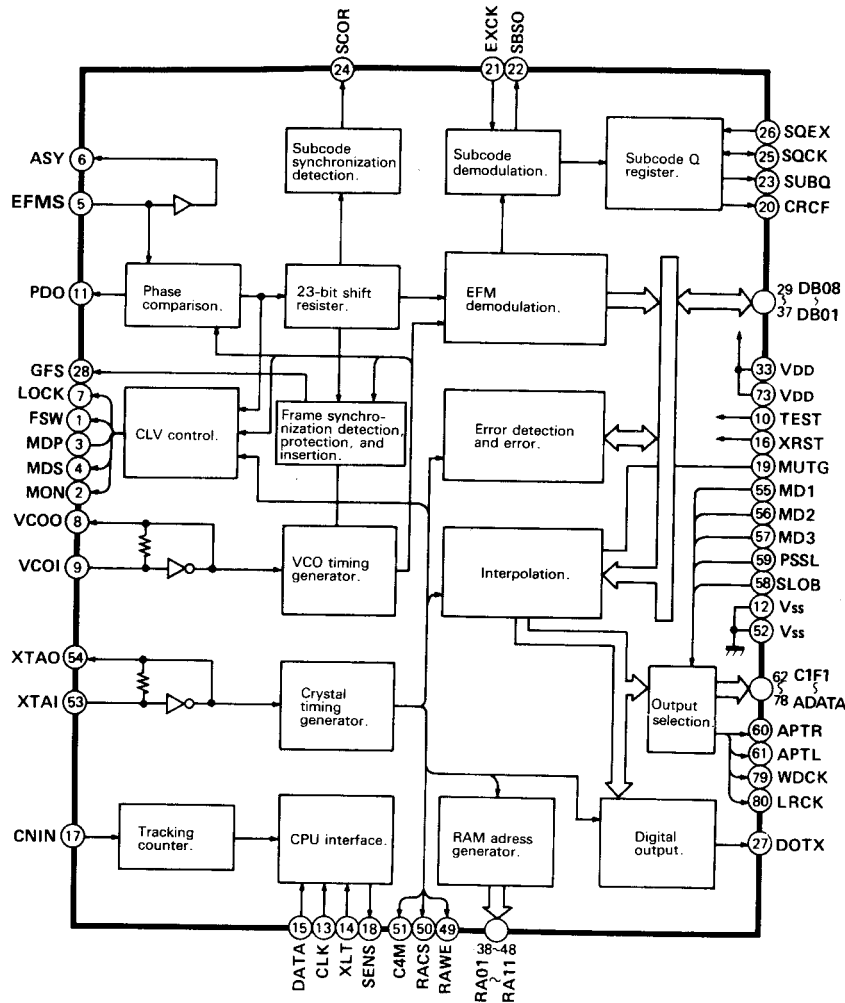 SCOR
EXCK
SBSO
24
21
22
ASY
6
EFMS
5
Subcode
synchronization
detection.
Subcode
demodulation.
Subcode Q
register.
26 SQEX
25 SQCK
23 SUBQ
20 CRCF
PDO 11
Phase
comparison.
23-bit shift
resister.
EFM
demodulation.
29 DB08
~
~
37 DB01
GFS 28
LOCK 7
FSW 1
MDP 3
MDS 4
MON 2
CLV control.
Frame synchro-
nization detection,
protection, and
insertion.
Error detection
and error.
33 VDD
73 VDD
10 TEST
16 XRST
19 MUTG
55 MD1
56 MD2
57 MD3
59 PSSL
58 SLOB
12 Vss
52 Vss
VCOO 8
VCOI 9
VCO timing
generator.
Interpolation.
XTAO 54
XTAI 53
Crystal
timing
generator.
Output
selection.
62 C1F1
~
~
78 ADATA
60 APTR
61 APTL
79 WDCK
80 LRCK
CNIN 17
Tracking
counter.
CPU interface.
RAM adress
generator.
Digital
output.
27 DOTX
15
13
14
18
51
50
49
38~48
DATA
CLK
XLT
SENS
C4M
RACS
RAWE
RA01
~
RA11